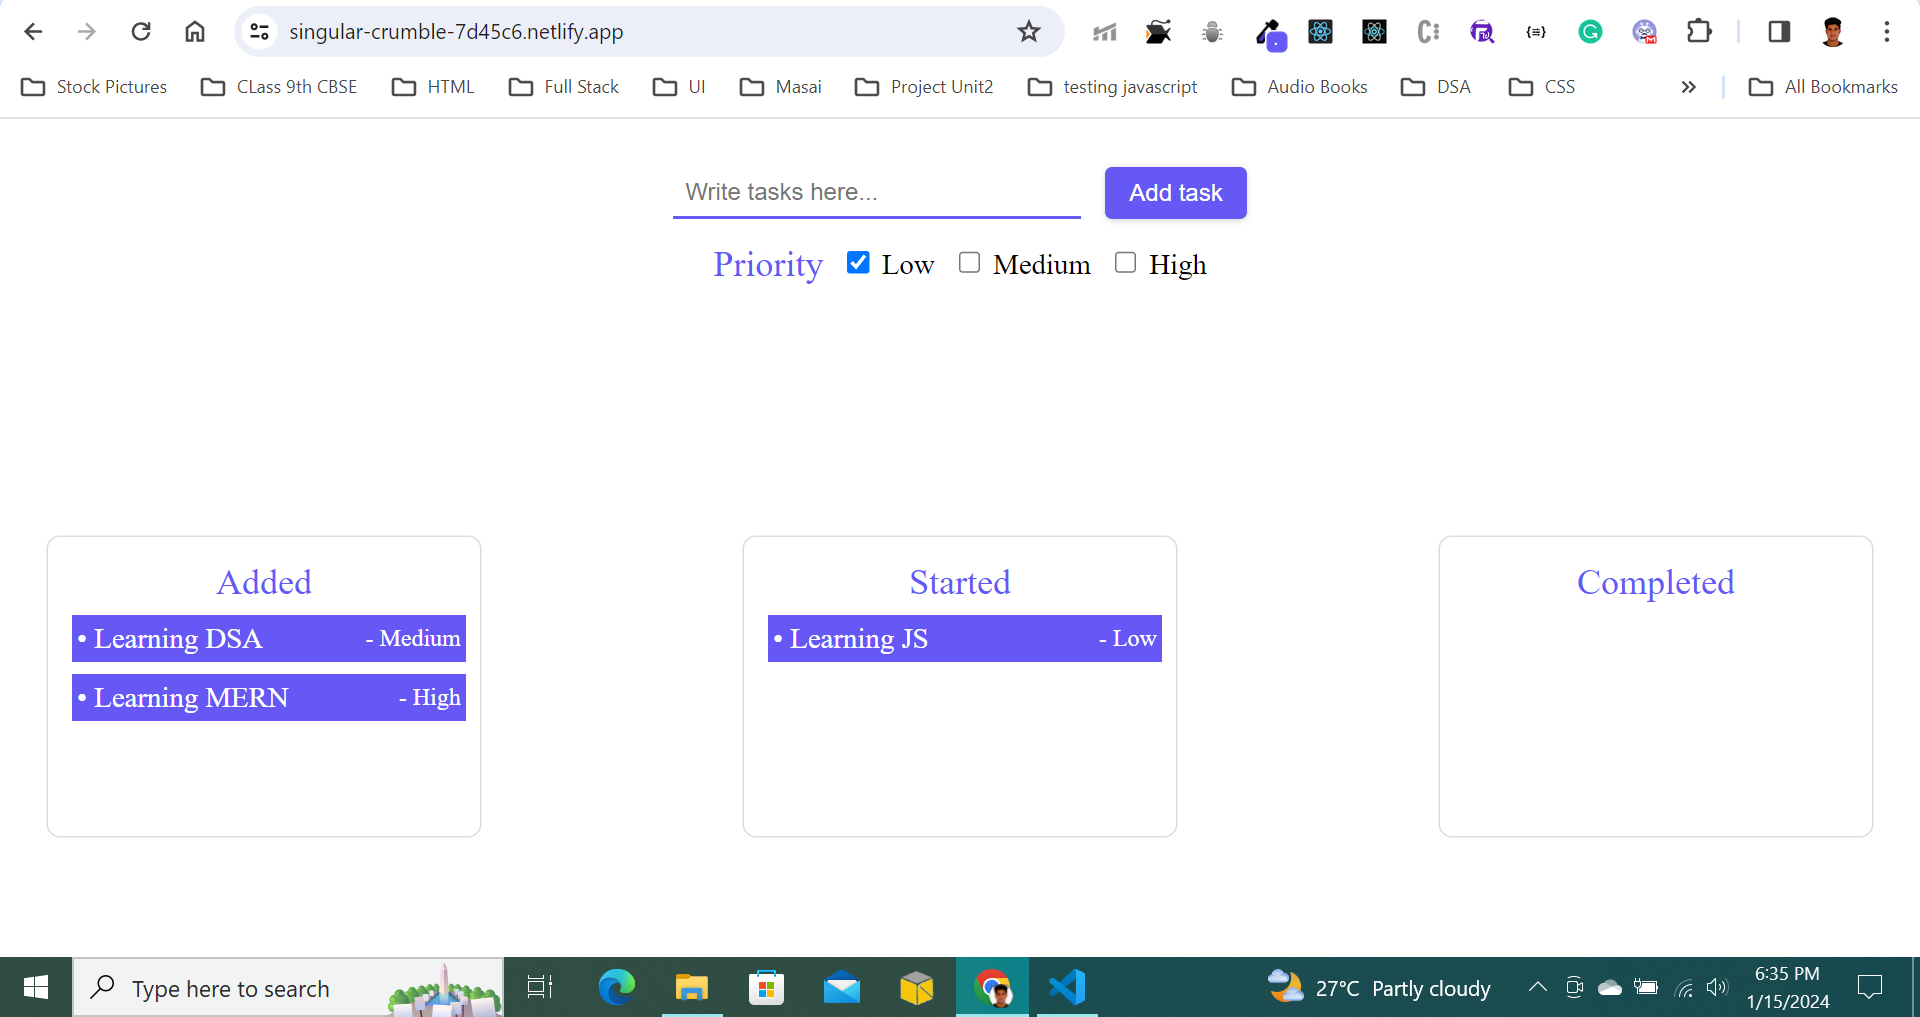 singular-crumble-7d45c6.netlify.app
Stock Pictures CLass 9th CBSE HTML Full Stack UI Masai Project Unit2 testing javascript Audio Books DSA CSS » All Bookmarks
Write tasks here... Add task
Priority Low Medium High
Added
• Learning DSA - Medium
• Learning MERN - High
Started
• Learning JS - Low
Completed
Type here to search 27°C Partly cloudy 6:35 PM
1/15/2024